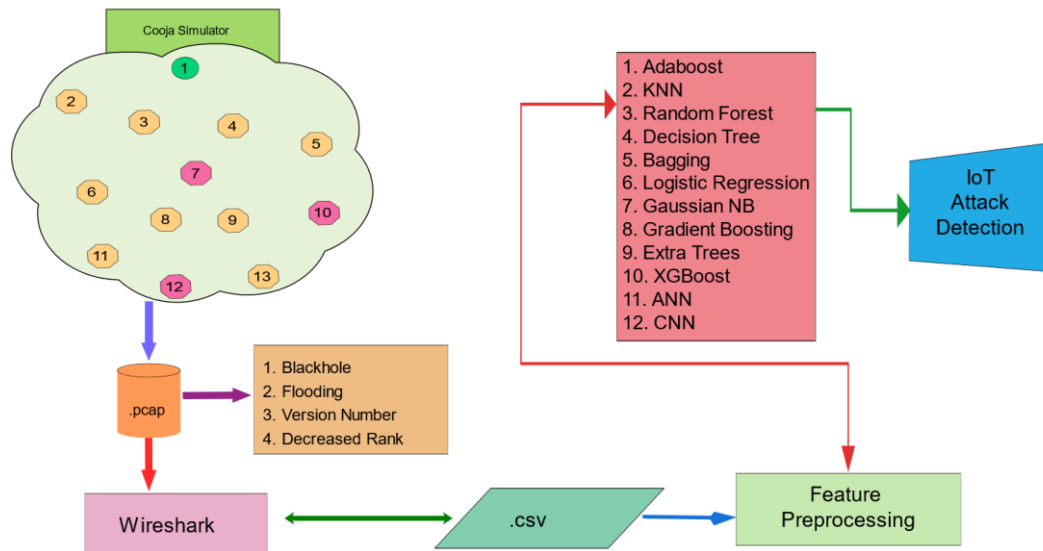 Cooja Simulator
1
2
3
4
5
7
6
10
8
9
11
13
12
.pcap
1. Blackhole
2. Flooding
3. Version Number
4. Decreased Rank
Wireshark
.csv
Feature
Preprocessing
1. Adaboost
2. KNN
3. Random Forest
4. Decision Tree
5. Bagging
6. Logistic Regression
7. Gaussian NB
8. Gradient Boosting
9. Extra Trees
10. XGBoost
11. ANN
12. CNN
IoT
Attack
Detection